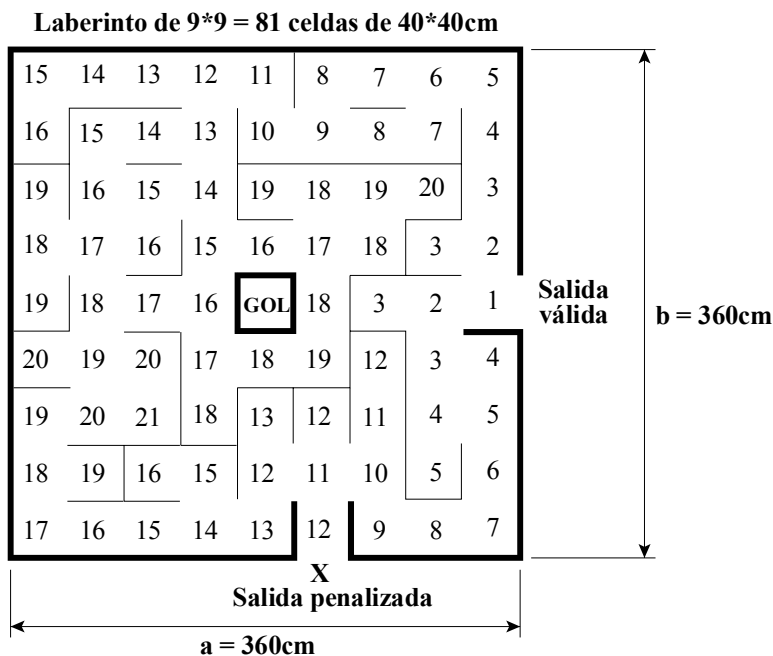 Laberinto de 9*9 = 81 celdas de 40*40cm
15 14 13 12 11 8 7 6 5
16 15 14 13 10 9 8 7 4
19 16 15 14 19 18 19 20 3
18 17 16 15 16 17 18 3 2
19 18 17 16 GOL 18 3 2 1
Salida
válida
b = 360cm
20 19 20 17 18 19 12 3 4
19 20 21 18 13 12 11 4 5
18 19 16 15 12 11 10 5 6
17 16 15 14 13 12 9 8 7
X
Salida penalizada
a = 360cm